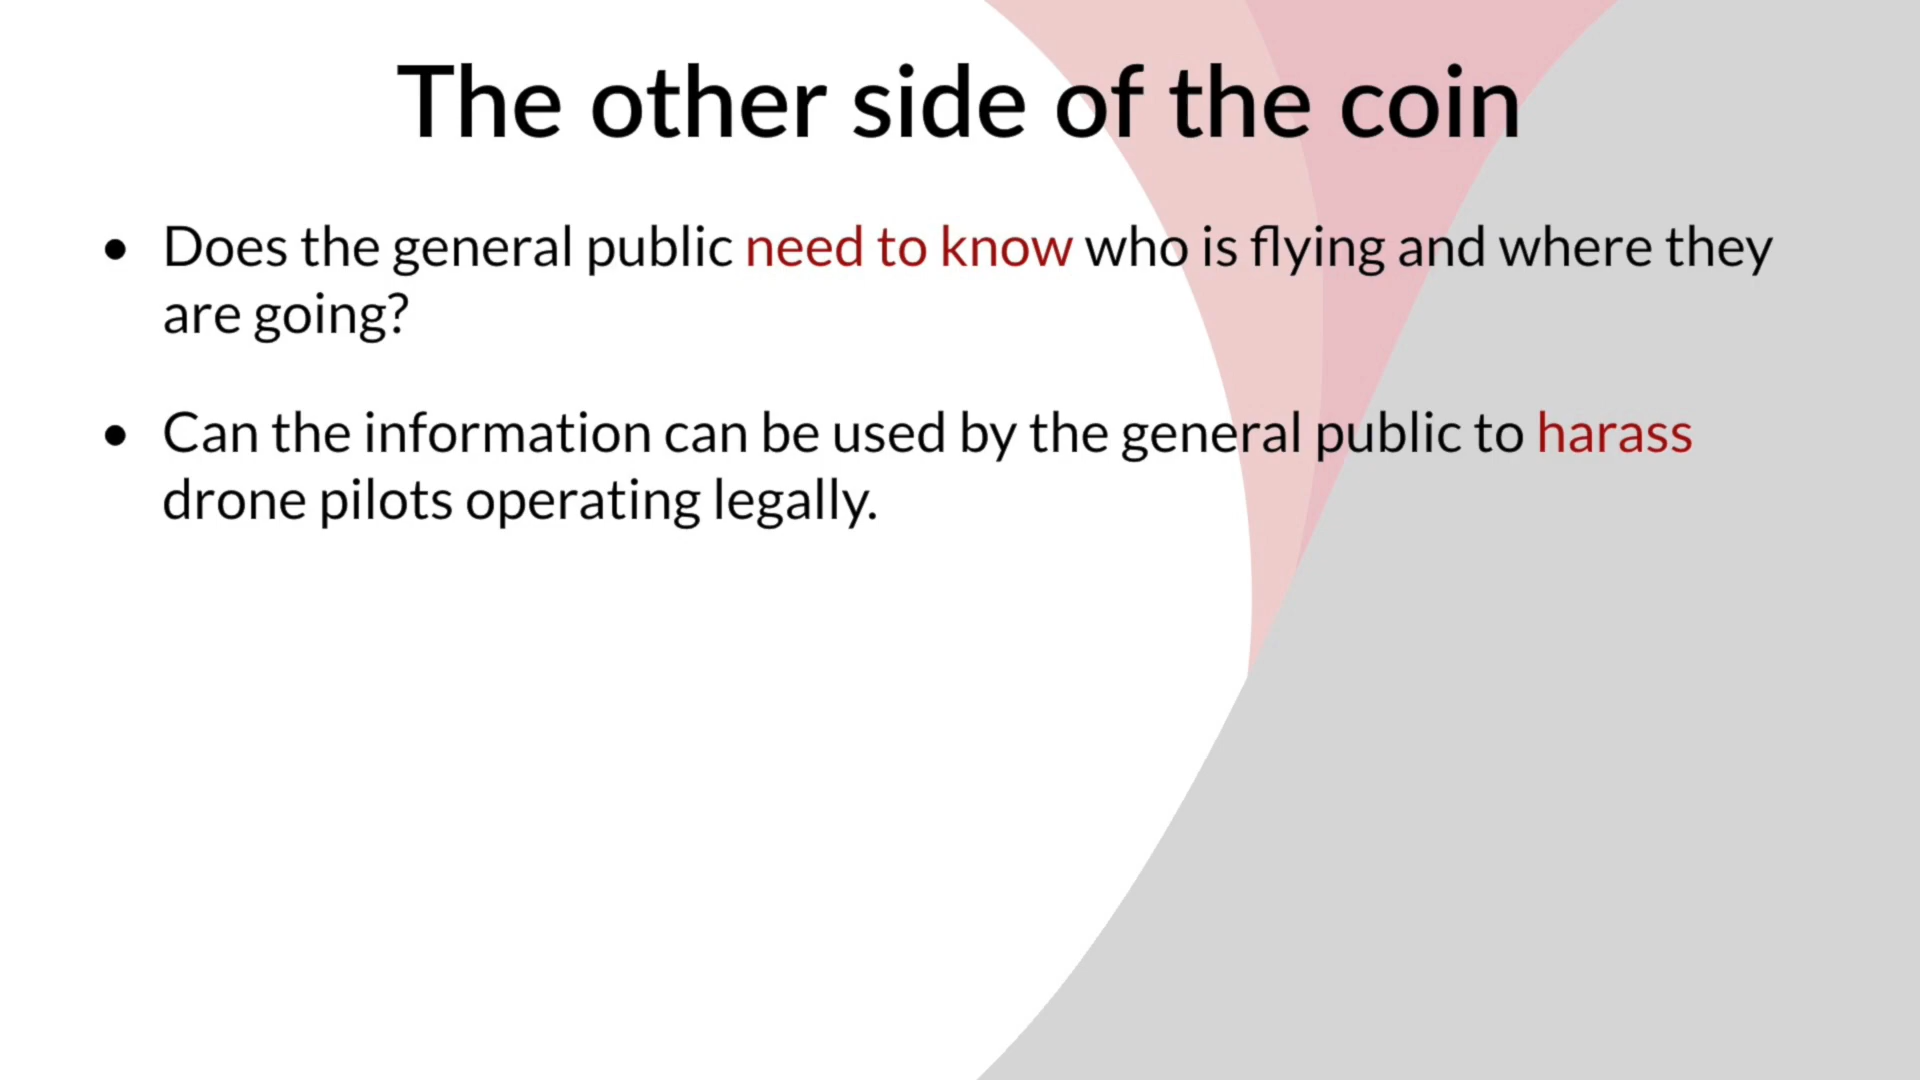 The other side of the coin
• Does the general public need to know who is flying and where they
are going?
• Can the information can be used by the general public to harass
drone pilots operating legally.